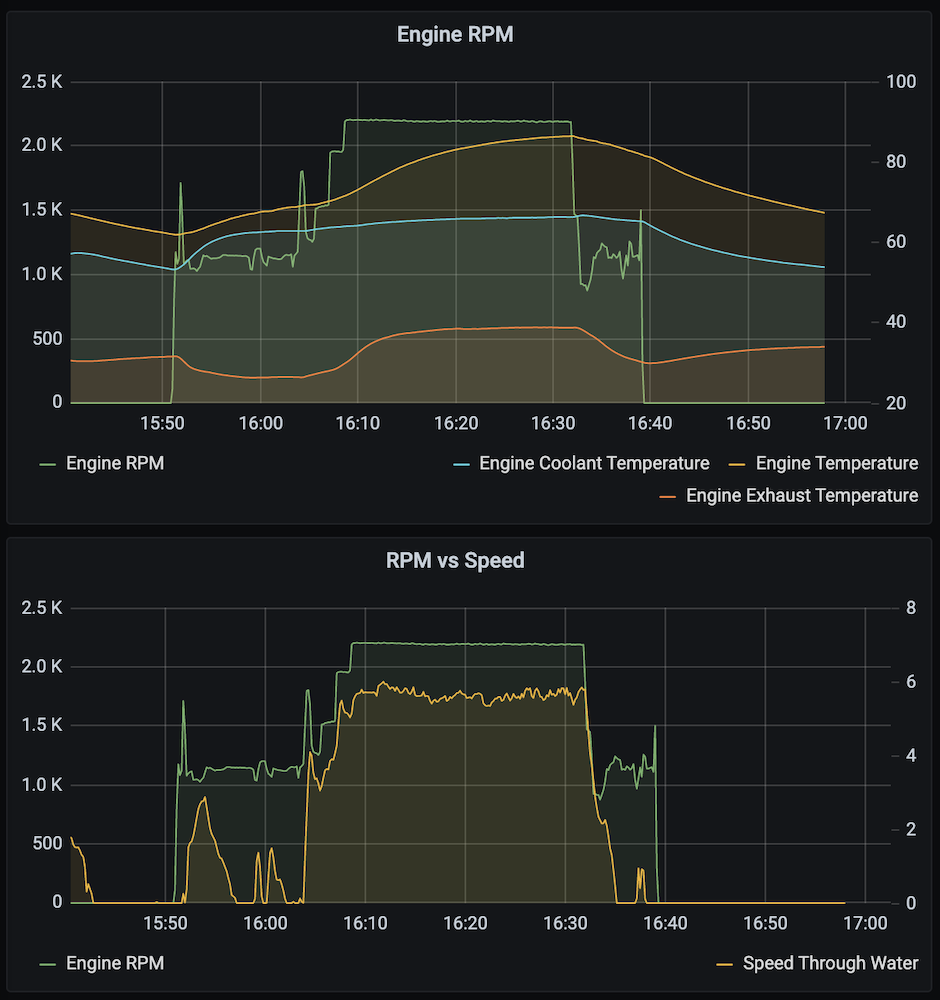 Engine RPM
2.5 K
100
2.0 K
80
1.5 K
60
1.0 K
40
500
0
20
15:50 16:00 16:10 16:20 16:30 16:40 16:50 17:00
Engine RPM Engine Coolant Temperature Engine Temperature
Engine Exhaust Temperature
RPM vs Speed
2.5 K
8
2.0 K
6
1.5 K
4
1.0 K
2
500
0
0
15:50 16:00 16:10 16:20 16:30 16:40 16:50 17:00
Engine RPM Speed Through Water